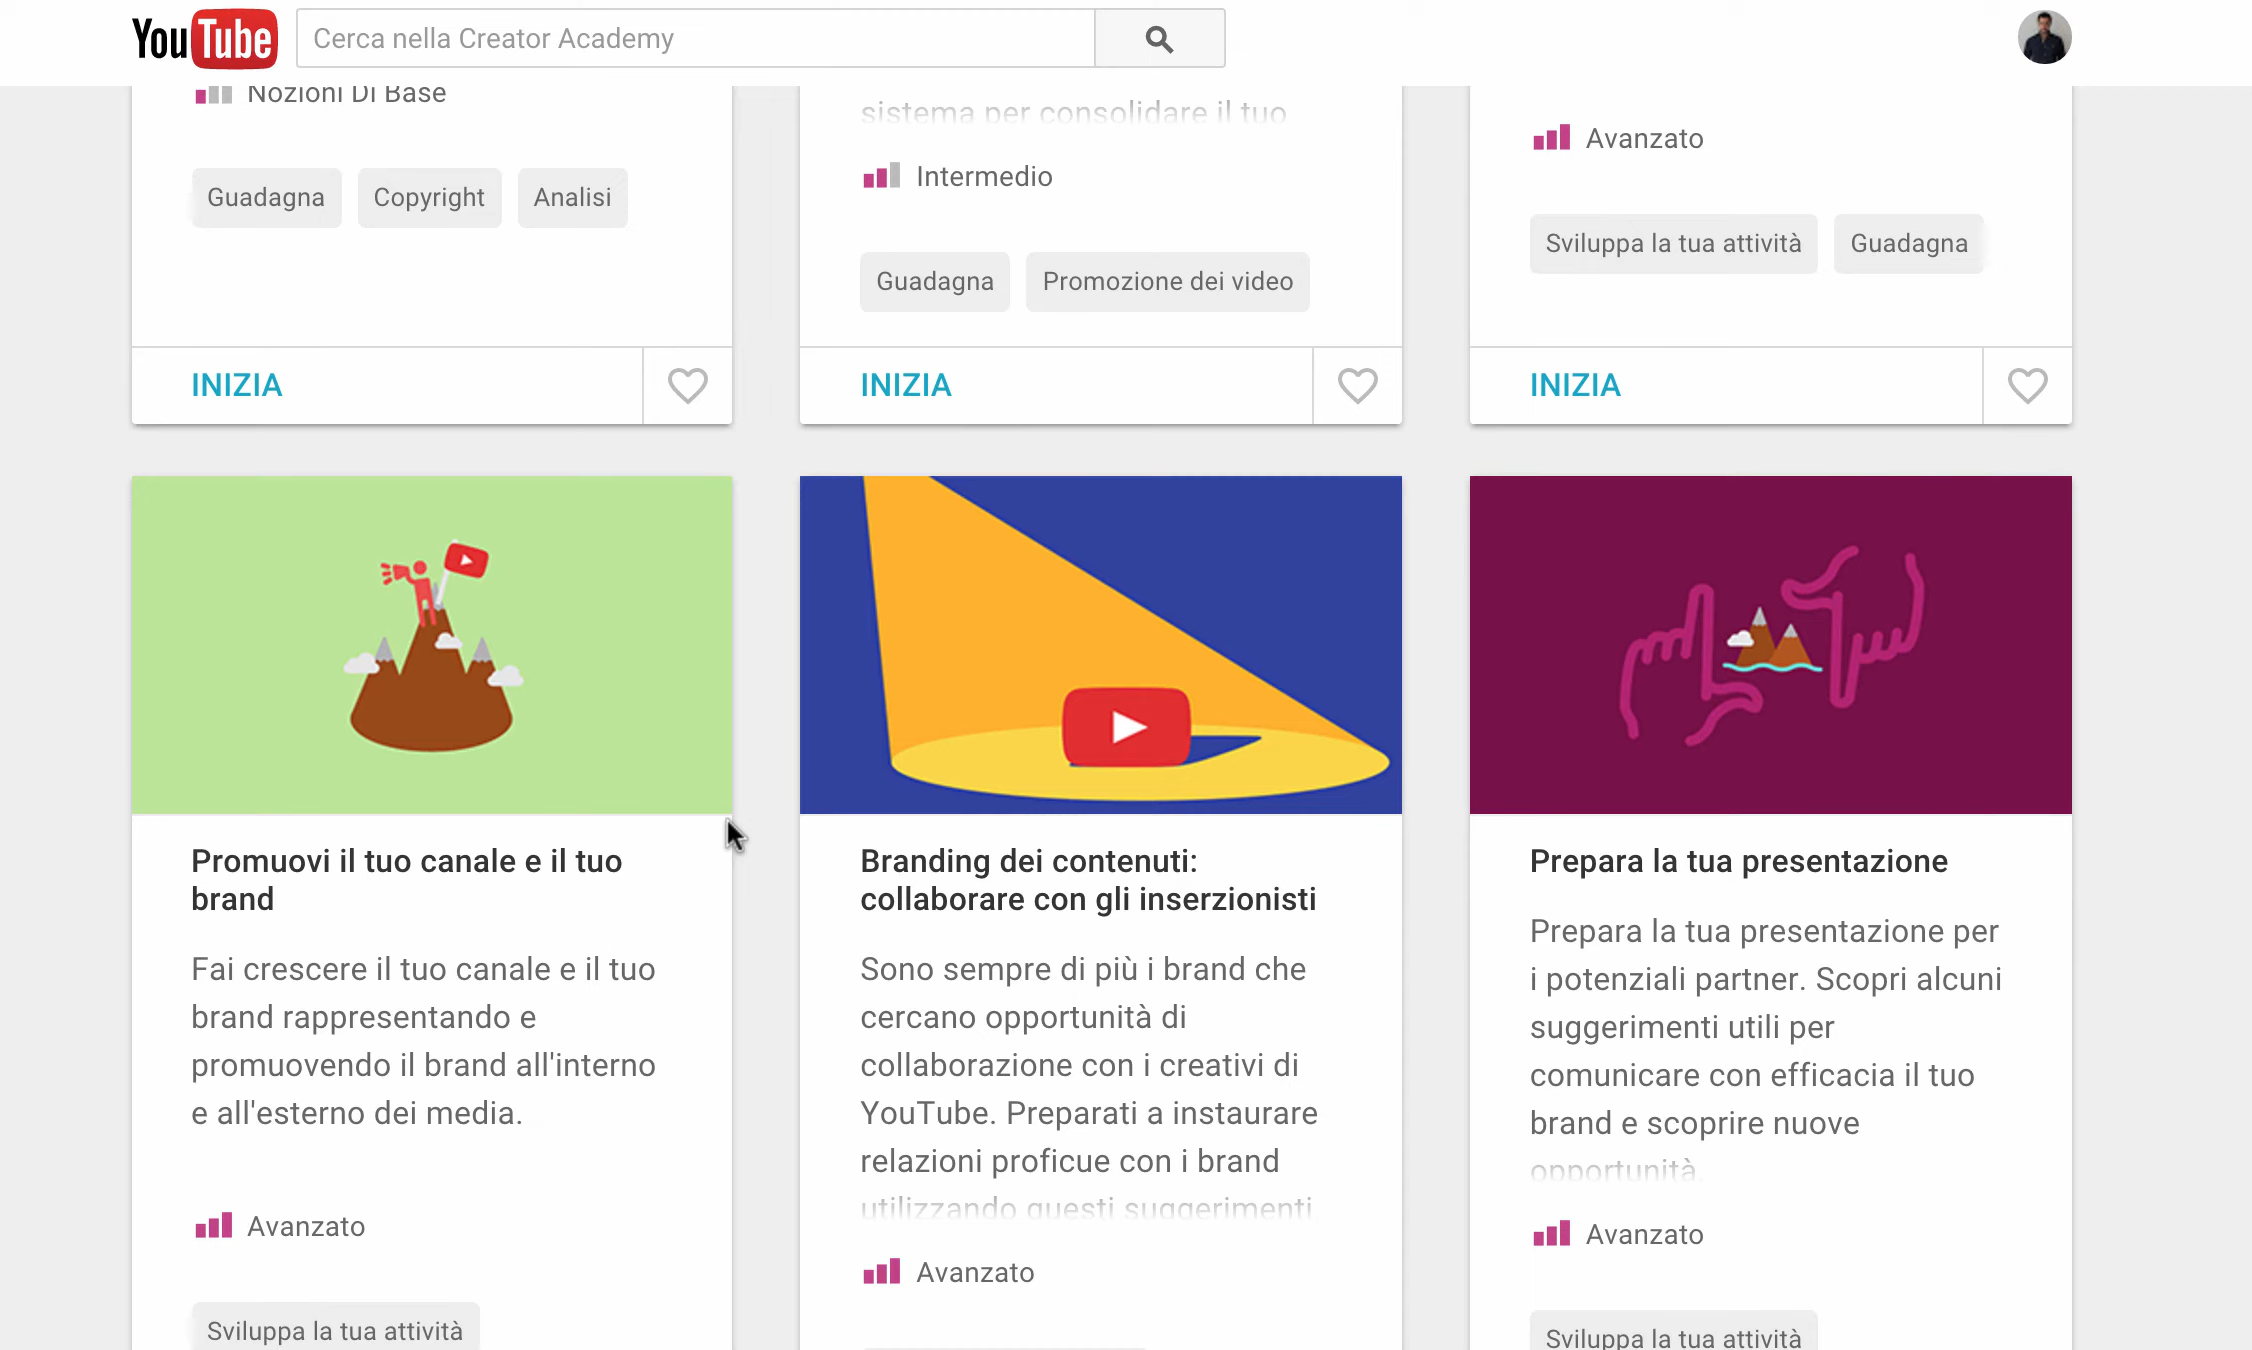 YouTube
Cerca nella Creator Academy
Nozioni Di Base
Guadagna
Copyright
Analisi
INIZIA
sistema per consolidare il tuo
Intermedio
Guadagna
Promozione dei video
INIZIA
Avanzato
Sviluppa la tua attività
Guadagna
INIZIA
Promuovi il tuo canale e il tuo
brand
Fai crescere il tuo canale e il tuo
brand rappresentando e
promuovendo il brand all'interno
e all'esterno dei media.
Avanzato
Sviluppa la tua attività
Branding dei contenuti:
collaborare con gli inserzionisti
Sono sempre di più i brand che
cercano opportunità di
collaborazione con i creativi di
YouTube. Preparati a instaurare
relazioni proficue con i brand
utilizzando questi suggerimenti
Avanzato
Prepara la tua presentazione
Prepara la tua presentazione per
i potenziali partner. Scopri alcuni
suggerimenti utili per
comunicare con efficacia il tuo
brand e scoprire nuove
opportunità.
Avanzato
Sviluppa la tua attività